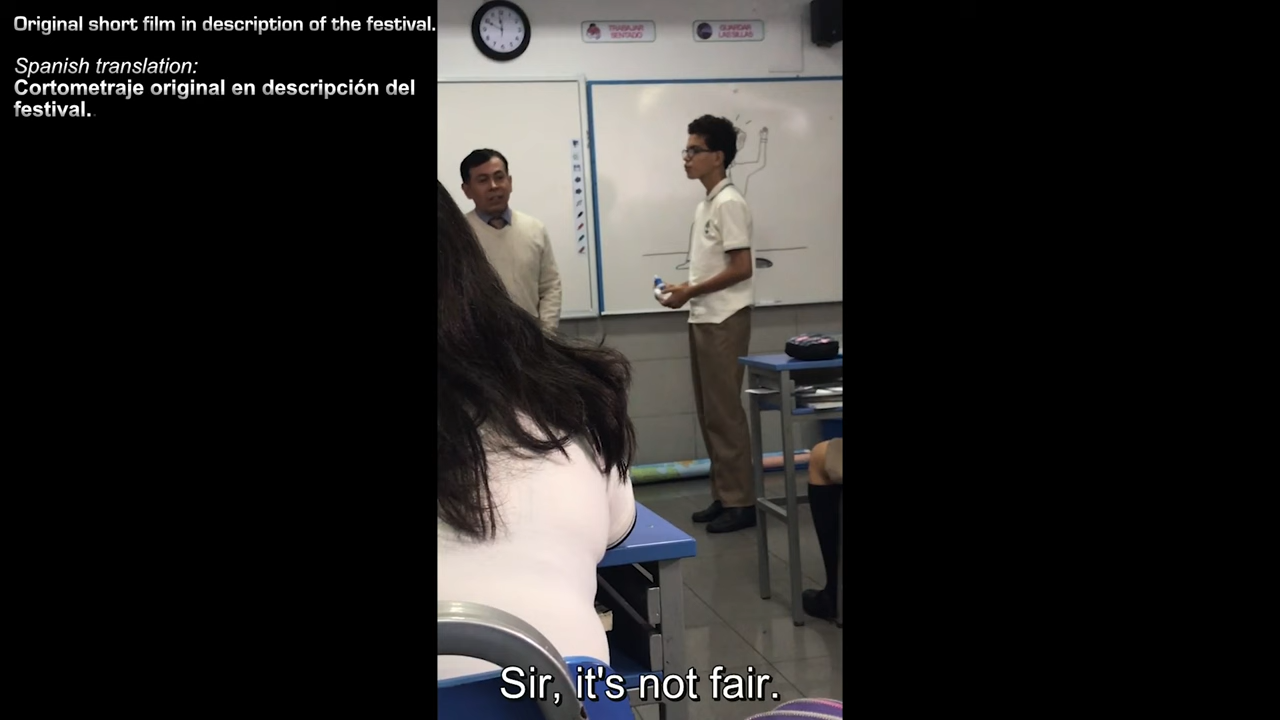 Original short film in description of the festival.
Spanish translation:
Cortometraje original en descripción del
festival.
TRABAJAR
SENTADO
GUARDAR
LAS SILLAS
Sir, it's not fair.